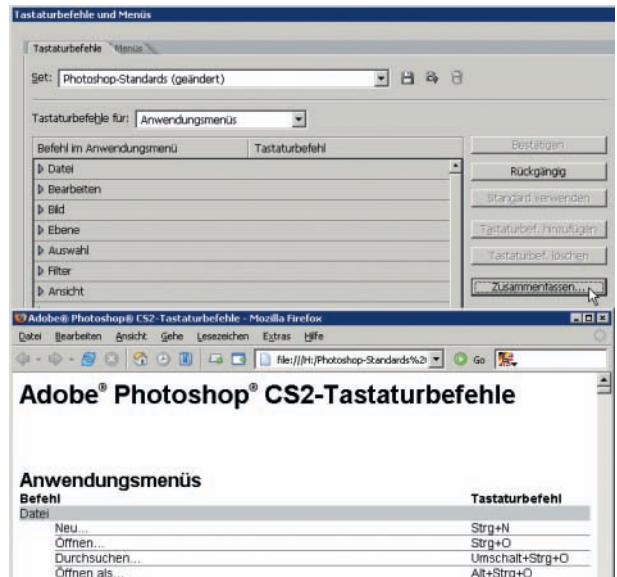 Tastaturbefehle und Menüs
Tastaturbefehle Menüs
Set: Photoshop-Standards (geändert)
Tastaturbefehle für: Anwendungsmenüs
Befehl im Anwendungsmenü Tastaturbefehl
Bestätigen
Datei
Rückgängig
Bearbeiten
Standard verwenden
Bild
Ebene
Tastaturbef. hinzufügen
Auswahl
Tastaturbef. löschen
Filter
Ansicht
Zusammenfassen...
Adobe® Photoshop® CS2-Tastaturbefehle - Mozilla Firefox
Datei Bearbeiten Ansicht Gehe Lesezeichen Extras Hilfe
file:///H:/Photoshop-Standards%2 Go
Adobe® Photoshop® CS2-Tastaturbefehle
Anwendungsmenüs
Befehl Tastaturbefehl
Datei
Neu... Strg+N
Öffnen... Strg+O
Durchsuchen... Umschalt+Strg+O
Öffnen als... Alt+Strg+O